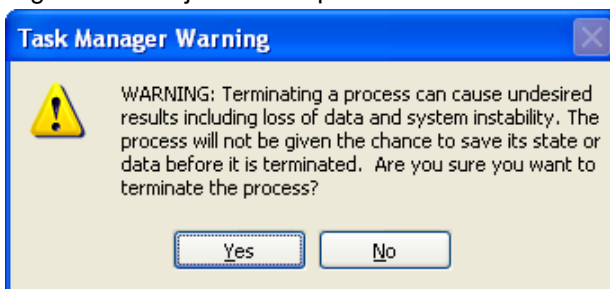 Task Manager Warning
WARNING: Terminating a process can cause undesired
results including loss of data and system instability. The
process will not be given the chance to save its state or
data before it is terminated.  Are you sure you want to
terminate the process?
Yes
No